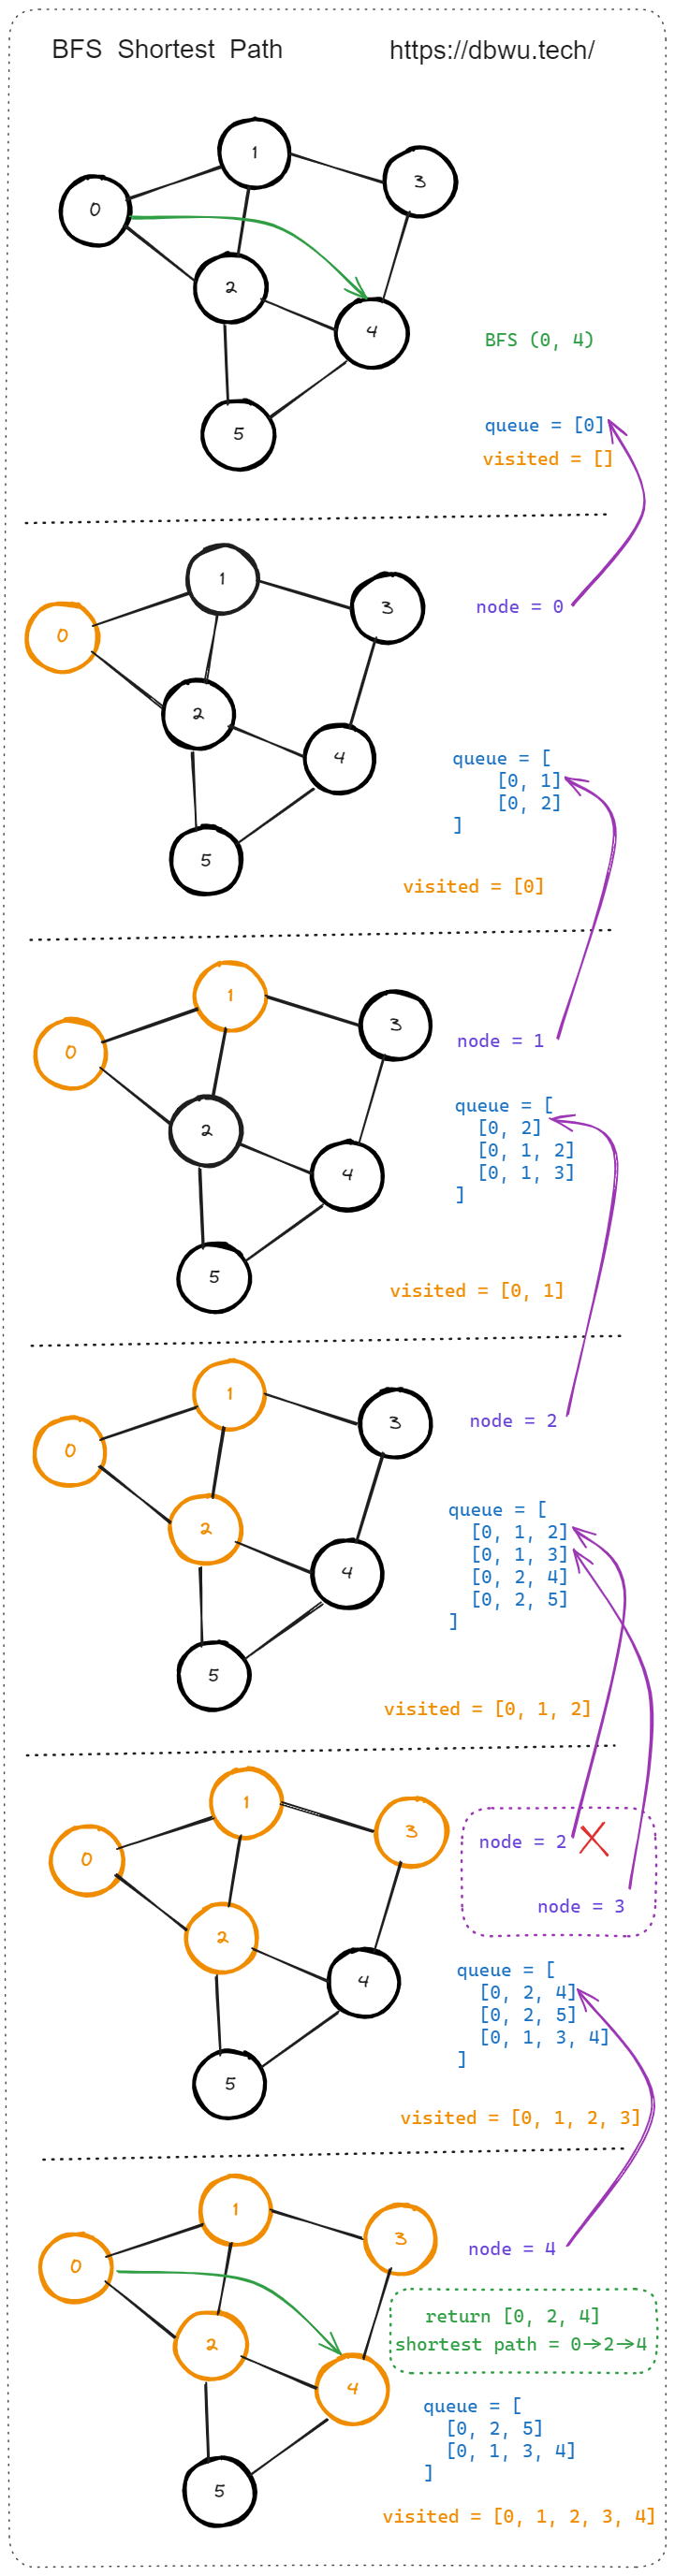 BFS Shortest Path https://dbwu.tech/
1
3
0
2
4
BFS (0, 4)
queue = [0]
5
visited = []
1
3
node = 0
0
2
4
queue = [
[0, 1]
[0, 2]
]
5
visited = [0]
1
3
node = 1
0
queue = [
[0, 2]
[0, 1, 2]
[0, 1, 3]
]
2
4
5
visited = [0, 1]
1
3
node = 2
0
2
4
queue = [
[0, 1, 2]
[0, 1, 3]
[0, 2, 4]
[0, 2, 5]
]
5
visited = [0, 1, 2]
1
3
node = 2
0
node = 3
2
4
queue = [
[0, 2, 4]
[0, 2, 5]
[0, 1, 3, 4]
]
5
visited = [0, 1, 2, 3]
1
3
node = 4
0
return [0, 2, 4]
shortest path = 0→2→4
2
4
queue = [
[0, 2, 5]
[0, 1, 3, 4]
]
5
visited = [0, 1, 2, 3, 4]